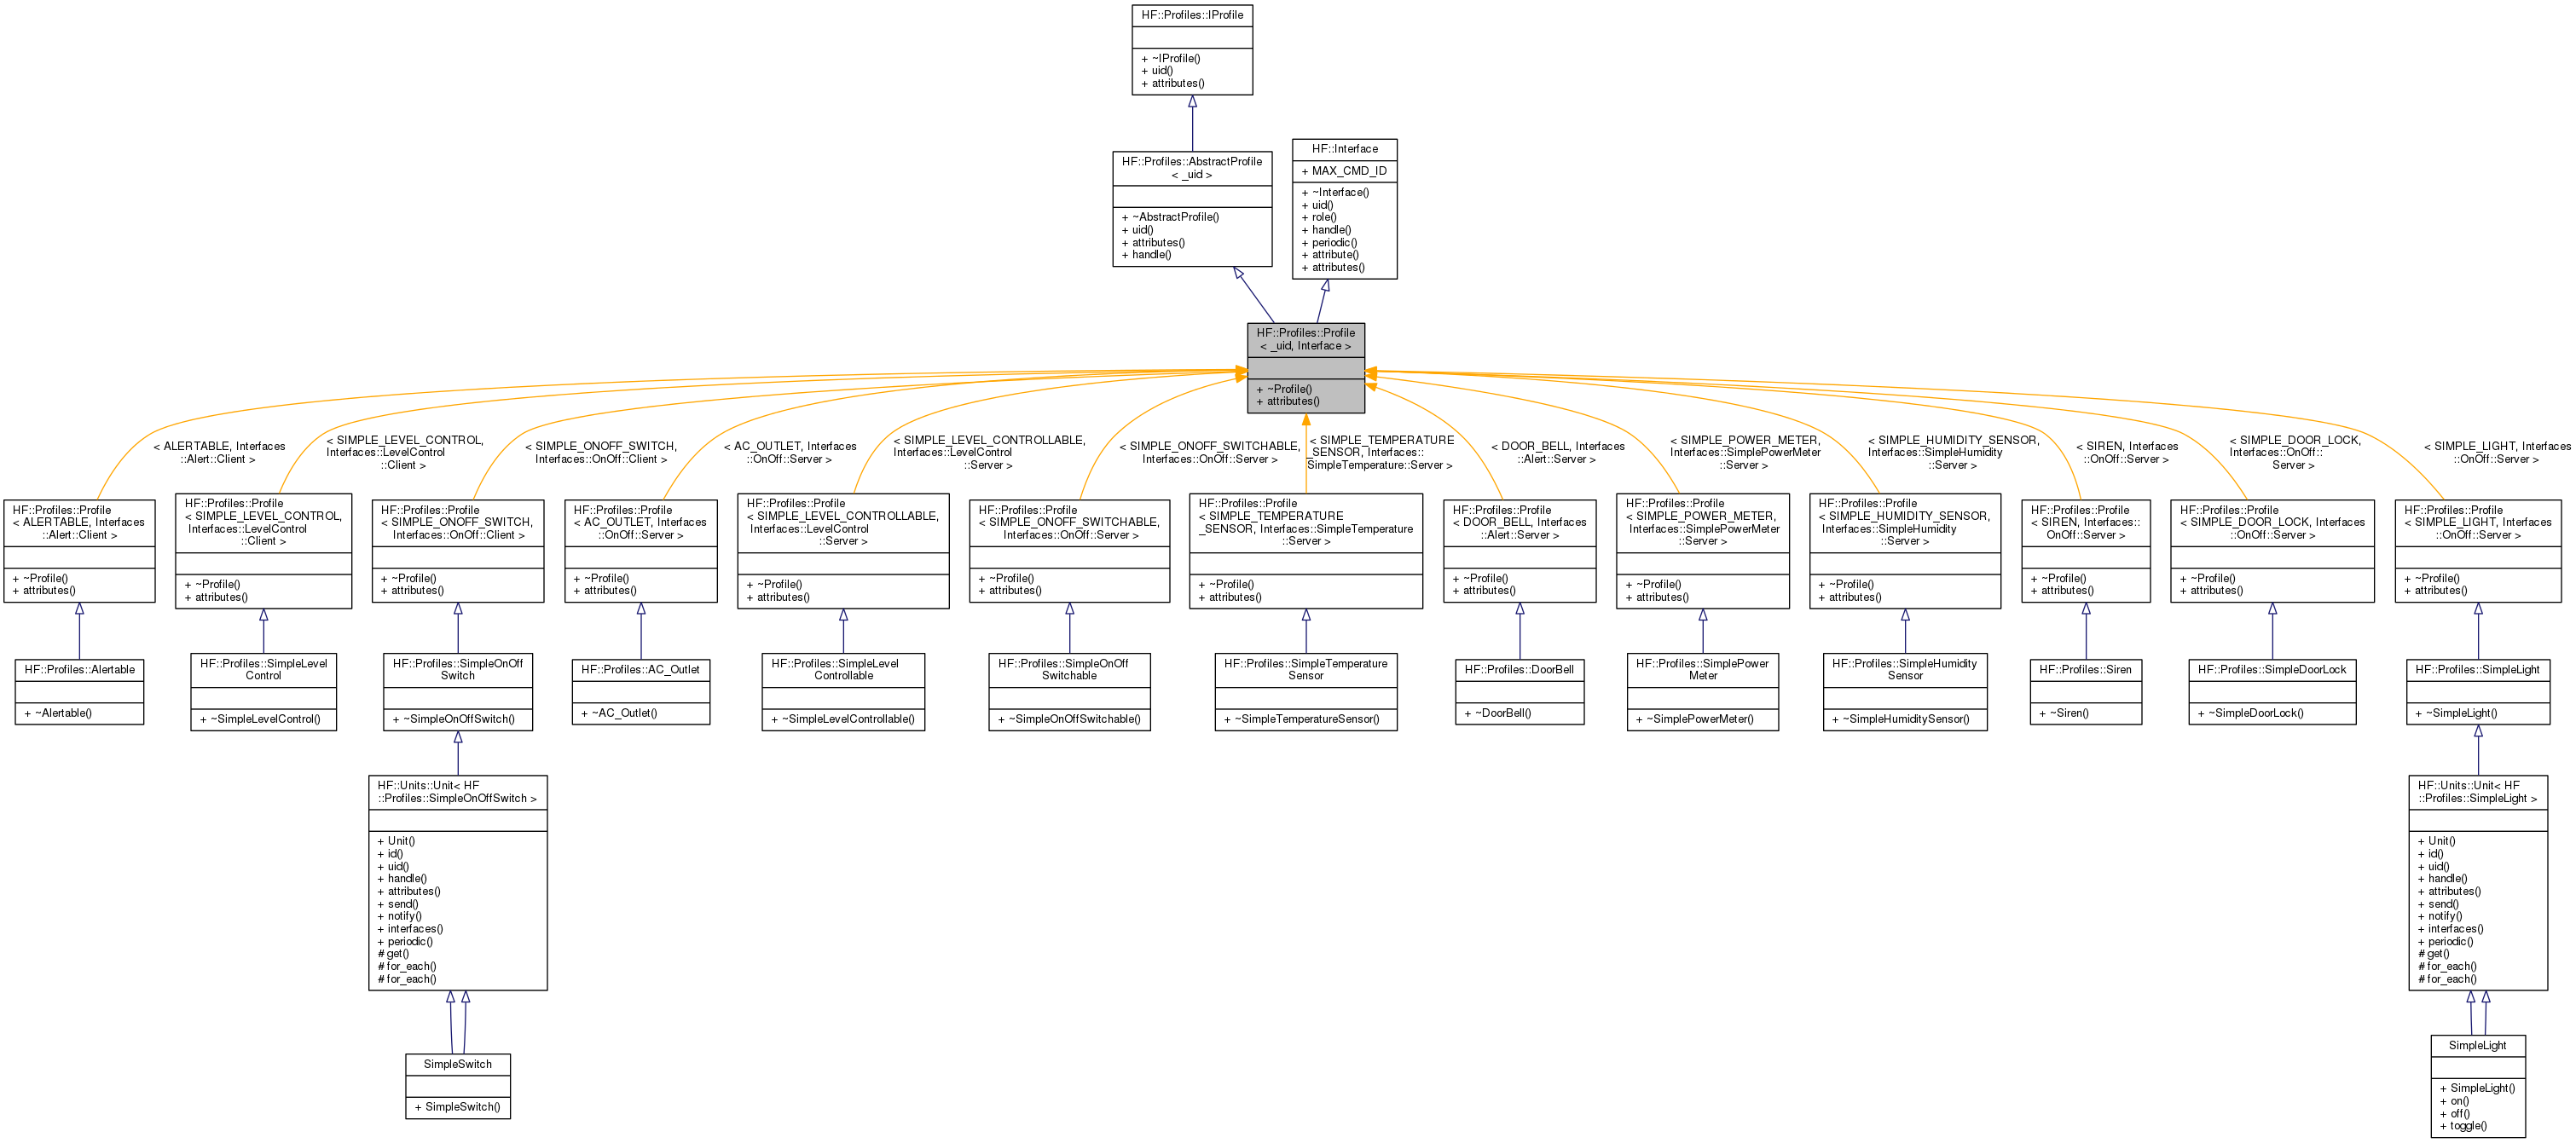 HF::Profiles::IProfile
+ ~IProfile()
+ uid()
+ attributes()
HF::Profiles::AbstractProfile
< _uid >
+ ~AbstractProfile()
+ uid()
+ attributes()
+ handle()
HF::Interface
+ MAX_CMD_ID
+ ~Interface()
+ uid()
+ role()
+ handle()
+ periodic()
+ attribute()
+ attributes()
HF::Profiles::Profile
< _uid, Interface >
+ ~Profile()
+ attributes()
< ALERTABLE, Interfaces
::Alert::Client >
< SIMPLE_LEVEL_CONTROL,
Interfaces::LevelControl
::Client >
< SIMPLE_ONOFF_SWITCH,
Interfaces::OnOff::Client >
< AC_OUTLET, Interfaces
::OnOff::Server >
< SIMPLE_LEVEL_CONTROLLABLE,
Interfaces::LevelControl
::Server >
< SIMPLE_ONOFF_SWITCHABLE,
Interfaces::OnOff::Server >
< SIMPLE_TEMPERATURE
_SENSOR, Interfaces::
SimpleTemperature::Server >
< DOOR_BELL, Interfaces
::Alert::Server >
< SIMPLE_POWER_METER,
Interfaces::SimplePowerMeter
::Server >
< SIMPLE_HUMIDITY_SENSOR,
Interfaces::SimpleHumidity
::Server >
< SIREN, Interfaces
::OnOff::Server >
< SIMPLE_DOOR_LOCK,
Interfaces::OnOff::
Server >
< SIMPLE_LIGHT, Interfaces
::OnOff::Server >
HF::Profiles::Profile
< ALERTABLE, Interfaces
::Alert::Client >
+ ~Profile()
+ attributes()
HF::Profiles::Profile
< SIMPLE_LEVEL_CONTROL,
Interfaces::LevelControl
::Client >
+ ~Profile()
+ attributes()
HF::Profiles::Profile
< SIMPLE_ONOFF_SWITCH,
Interfaces::OnOff::Client >
+ ~Profile()
+ attributes()
HF::Profiles::Profile
< AC_OUTLET, Interfaces
::OnOff::Server >
+ ~Profile()
+ attributes()
HF::Profiles::Profile
< SIMPLE_LEVEL_CONTROLLABLE,
Interfaces::LevelControl
::Server >
+ ~Profile()
+ attributes()
HF::Profiles::Profile
< SIMPLE_ONOFF_SWITCHABLE,
Interfaces::OnOff::Server >
+ ~Profile()
+ attributes()
HF::Profiles::Profile
< SIMPLE_TEMPERATURE
_SENSOR, Interfaces::SimpleTemperature
::Server >
+ ~Profile()
+ attributes()
HF::Profiles::Profile
< DOOR_BELL, Interfaces
::Alert::Server >
+ ~Profile()
+ attributes()
HF::Profiles::Profile
< SIMPLE_POWER_METER,
Interfaces::SimplePowerMeter
::Server >
+ ~Profile()
+ attributes()
HF::Profiles::Profile
< SIMPLE_HUMIDITY_SENSOR,
Interfaces::SimpleHumidity
::Server >
+ ~Profile()
+ attributes()
HF::Profiles::Profile
< SIREN, Interfaces::
OnOff::Server >
+ ~Profile()
+ attributes()
HF::Profiles::Profile
< SIMPLE_DOOR_LOCK, Interfaces
::OnOff::Server >
+ ~Profile()
+ attributes()
HF::Profiles::Profile
< SIMPLE_LIGHT, Interfaces
::OnOff::Server >
+ ~Profile()
+ attributes()
HF::Profiles::Alertable
+ ~Alertable()
HF::Profiles::SimpleLevel
Control
+ ~SimpleLevelControl()
HF::Profiles::SimpleOnOff
Switch
+ ~SimpleOnOffSwitch()
HF::Profiles::AC_Outlet
+ ~AC_Outlet()
HF::Profiles::SimpleLevel
Controllable
+ ~SimpleLevelControllable()
HF::Profiles::SimpleOnOff
Switchable
+ ~SimpleOnOffSwitchable()
HF::Profiles::SimpleTemperature
Sensor
+ ~SimpleTemperatureSensor()
HF::Profiles::DoorBell
+ ~DoorBell()
HF::Profiles::SimplePower
Meter
+ ~SimplePowerMeter()
HF::Profiles::SimpleHumidity
Sensor
+ ~SimpleHumiditySensor()
HF::Profiles::Siren
+ ~Siren()
HF::Profiles::SimpleDoorLock
+ ~SimpleDoorLock()
HF::Profiles::SimpleLight
+ ~SimpleLight()
HF::Units::Unit< HF
::Profiles::SimpleOnOffSwitch >
+ Unit()
+ id()
+ uid()
+ handle()
+ attributes()
+ send()
+ notify()
+ interfaces()
+ periodic()
# get()
# for_each()
# for_each()
HF::Units::Unit< HF
::Profiles::SimpleLight >
+ Unit()
+ id()
+ uid()
+ handle()
+ attributes()
+ send()
+ notify()
+ interfaces()
+ periodic()
# get()
# for_each()
# for_each()
SimpleSwitch
+ SimpleSwitch()
SimpleLight
+ SimpleLight()
+ on()
+ off()
+ toggle()